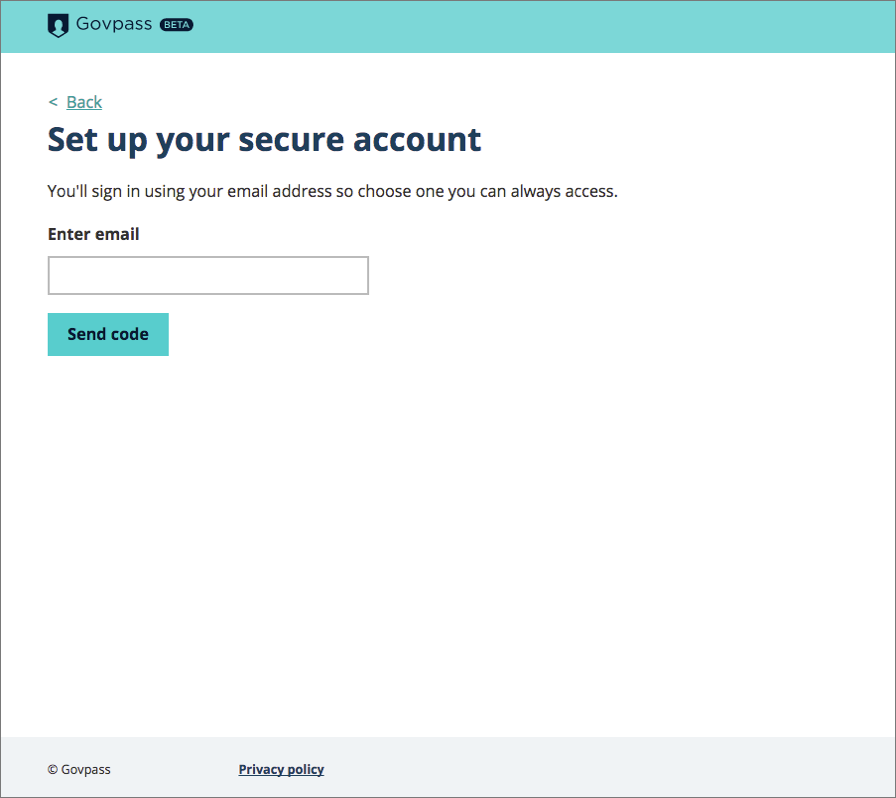 Govpass BETA
< Back
Set up your secure account
You'll sign in using your email address so choose one you can always access.
Enter email
Send code
© Govpass Privacy policy